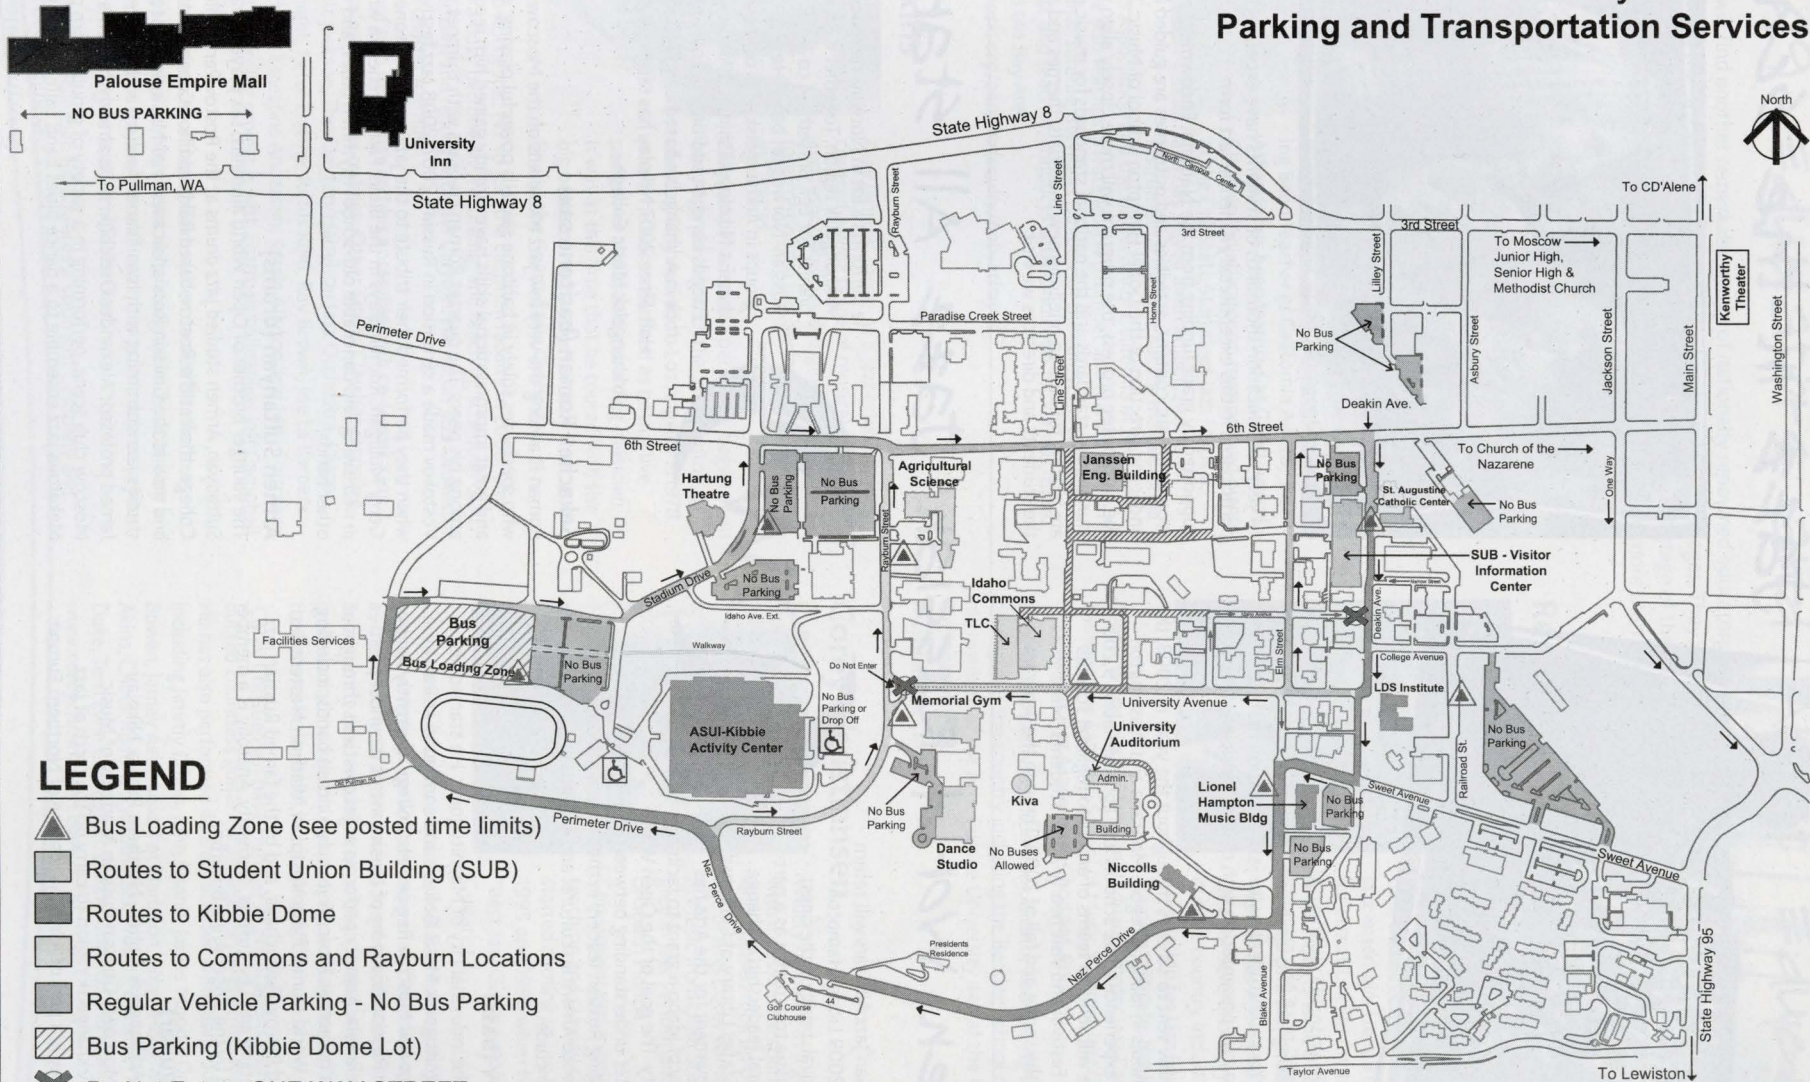 Parking and Transportation Services
Palouse Empire Mall
NO BUS PARKING
University
Inn
North
State Highway 8
North Campus
Center
To Pullman, WA
State Highway 8
Rayburn Street
Line Street
To CD'Alene
3rd Street
3rd Street
Lilley Street
To Moscow
Junior High,
Senior High &
Methodist Church
Kenworthy
Theater
Washington Street
Home Street
Paradise Creek Street
Perimeter Drive
No Bus
Parking
Asbury Street
Jackson Street
Main Street
Line Street
Deakin Ave.
6th Street
6th Street
To Church of the
Nazarene
Hartung
Theatre
No Bus
Parking
No Bus
Parking
Agricultural
Science
Janssen
Eng. Building
No Bus
Parking
St. Augustine
Catholic Center
No Bus
Parking
One Way
Rayburn Street
SUB - Visitor
Information
Center
Stadium Drive
No Bus
Parking
Idaho Ave. Ext.
Idaho
Commons
TLC
Deakin Ave.
Bus
Parking
Bus Loading Zone
No Bus
Parking
Facilities Services
Walkway
Do Not Enter
Elm Street
College Avenue
No Bus
Parking or
Drop Off
Memorial Gym
University Avenue
LDS Institute
ASUI-Kibbie
Activity Center
University
Auditorium
No Bus
Parking
Railroad St.
Old Pullman Rd.
LEGEND
Admin.
Building
Kiva
Lionel
Hampton
Music Bldg
No Bus
Parking
Sweet Avenue
Perimeter Drive
Rayburn Street
No Bus
Parking
Dance
Studio
No Buses
Allowed
No Bus
Parking
Sweet Avenue
Niccolls
Building
Nez Perce Drive
Nez Perce Drive
Presidents
Residence
Golf Course
Clubhouse
44
Blake Avenue
State Highway 95
Taylor Avenue
To Lewiston
Bus Loading Zone (see posted time limits)
Routes to Student Union Building (SUB)
Routes to Kibbie Dome
Routes to Commons and Rayburn Locations
Regular Vehicle Parking - No Bus Parking
Bus Parking (Kibbie Dome Lot)